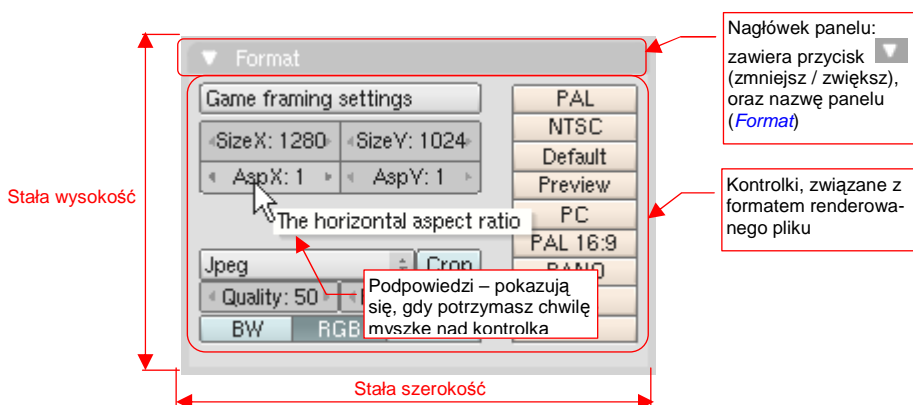 Nagłówek panelu:
zawiera przycisk
(zmniejsz / zwiększ),
oraz nazwę panelu
(Format)
Format
Game framing settings
SizeX: 1280
SizeY: 1024
AspX: 1
AspY: 1
The horizontal aspect ratio
Jpeg
Crop
Quality: 50
BW
RGB
PAL
NTSC
Default
Preview
PC
PAL 16:9
PANO
Podpowiedzi – pokazują
się, gdy potrzymasz chwilę
myszkę nad kontrolką
Kontrolki, związane z
formatem renderowa-
nego pliku
Stała wysokość
Stała szerokość